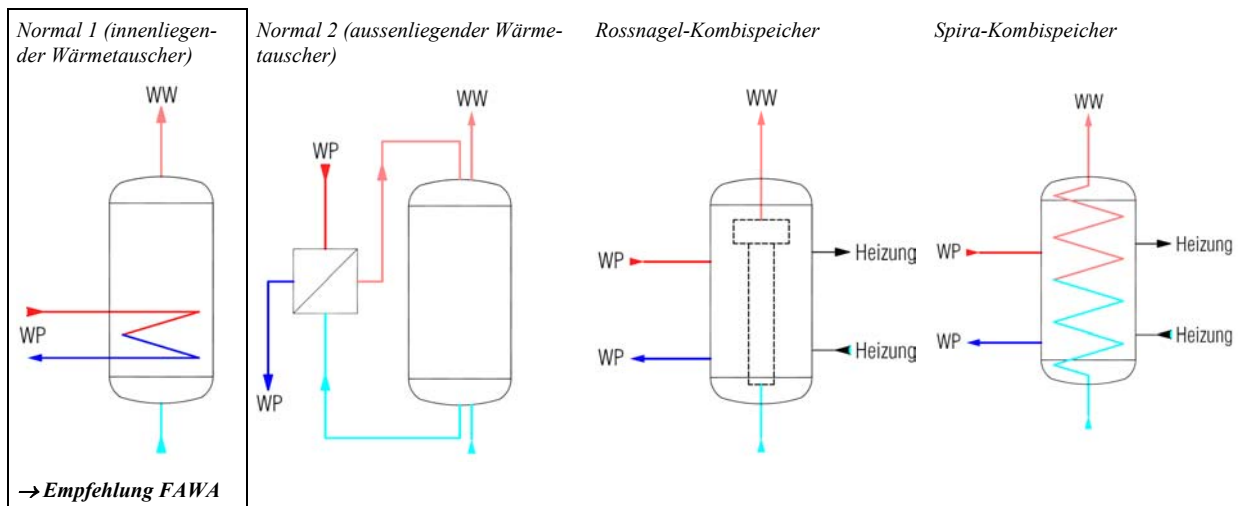 Normal 1 (innenliegen-
der Wärmetauscher)
WW
WP
→ Empfehlung FAWA
Normal 2 (aussenliegender Wärme-
tauscher)
WW
WP
WP
Rossnagel-Kombispeicher
WW
WP
Heizung
WP
Heizung
Spira-Kombispeicher
WW
WP
Heizung
WP
Heizung